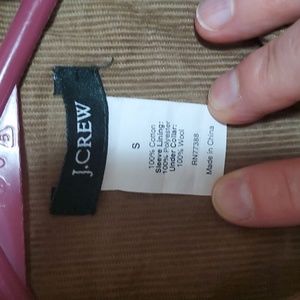 J.CREW
S
100% Cotton
Sleeve Lining:
100% Polyester
Under Collar:
100% Wool
RN77388
Made in China